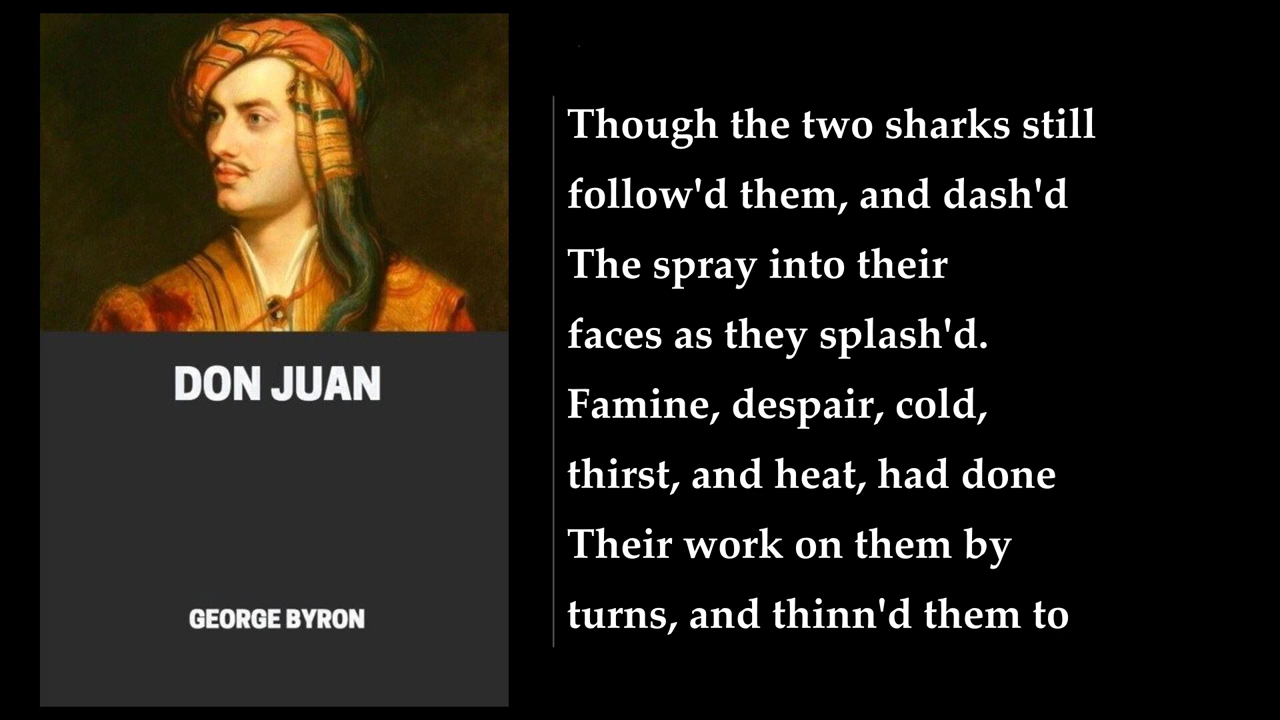 DON JUAN
GEORGE BYRON
Though the two sharks still
follow'd them, and dash'd
The spray into their
faces as they splash'd.
Famine, despair, cold,
thirst, and heat, had done
Their work on them by
turns, and thinn'd them to